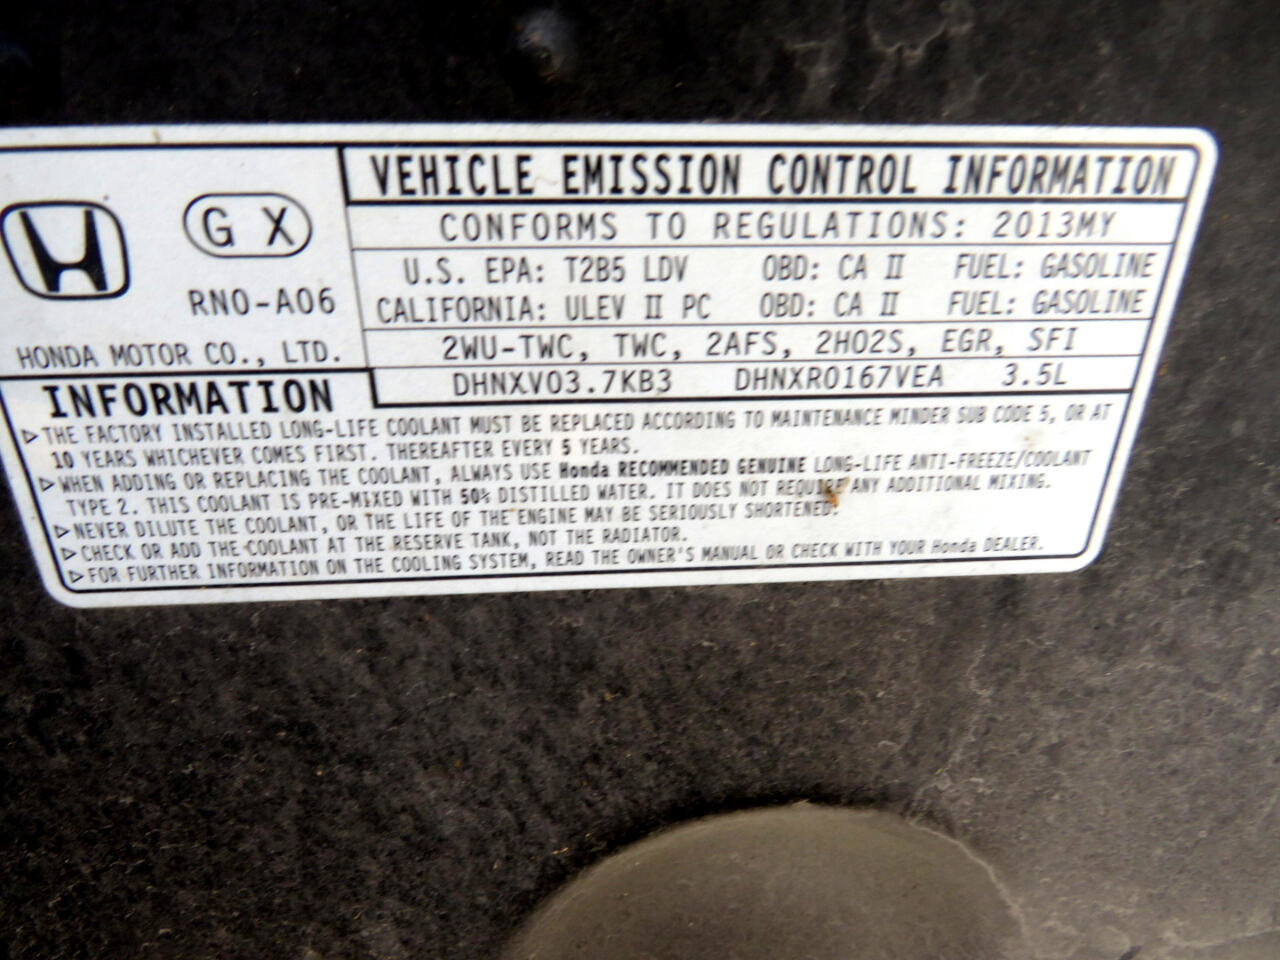 VEHICLE EMISSION CONTROL INFORMATION
G X
RN0-A06
HONDA MOTOR CO., LTD.
CONFORMS TO REGULATIONS: 2013MY
U.S. EPA: T2B5 LDV OBD: CA II FUEL: GASOLINE
CALIFORNIA: ULEV II PC OBD: CA II FUEL: GASOLINE
2WU-TWC, TWC, 2AFS, 2HO2S, EGR, SFI
DHNXV03.7KB3 DHNXR0167VEA 3.5L
INFORMATION
▷THE FACTORY INSTALLED LONG-LIFE COOLANT MUST BE REPLACED ACCORDING TO MAINTENANCE MINDER SUB CODE 5, OR AT
10 YEARS WHICHEVER COMES FIRST. THEREAFTER EVERY 5 YEARS.
▷WHEN ADDING OR REPLACING THE COOLANT, ALWAYS USE Honda RECOMMENDED GENUINE LONG-LIFE ANTI-FREEZE/COOLANT
TYPE 2. THIS COOLANT IS PRE-MIXED WITH 50% DISTILLED WATER. IT DOES NOT REQUIRE ANY ADDITIONAL MIXING.
▷NEVER DILUTE THE COOLANT, OR THE LIFE OF THE ENGINE MAY BE SERIOUSLY SHORTENED.
▷CHECK OR ADD THE COOLANT AT THE RESERVE TANK, NOT THE RADIATOR.
▷FOR FURTHER INFORMATION ON THE COOLING SYSTEM, READ THE OWNER'S MANUAL OR CHECK WITH YOUR Honda DEALER.